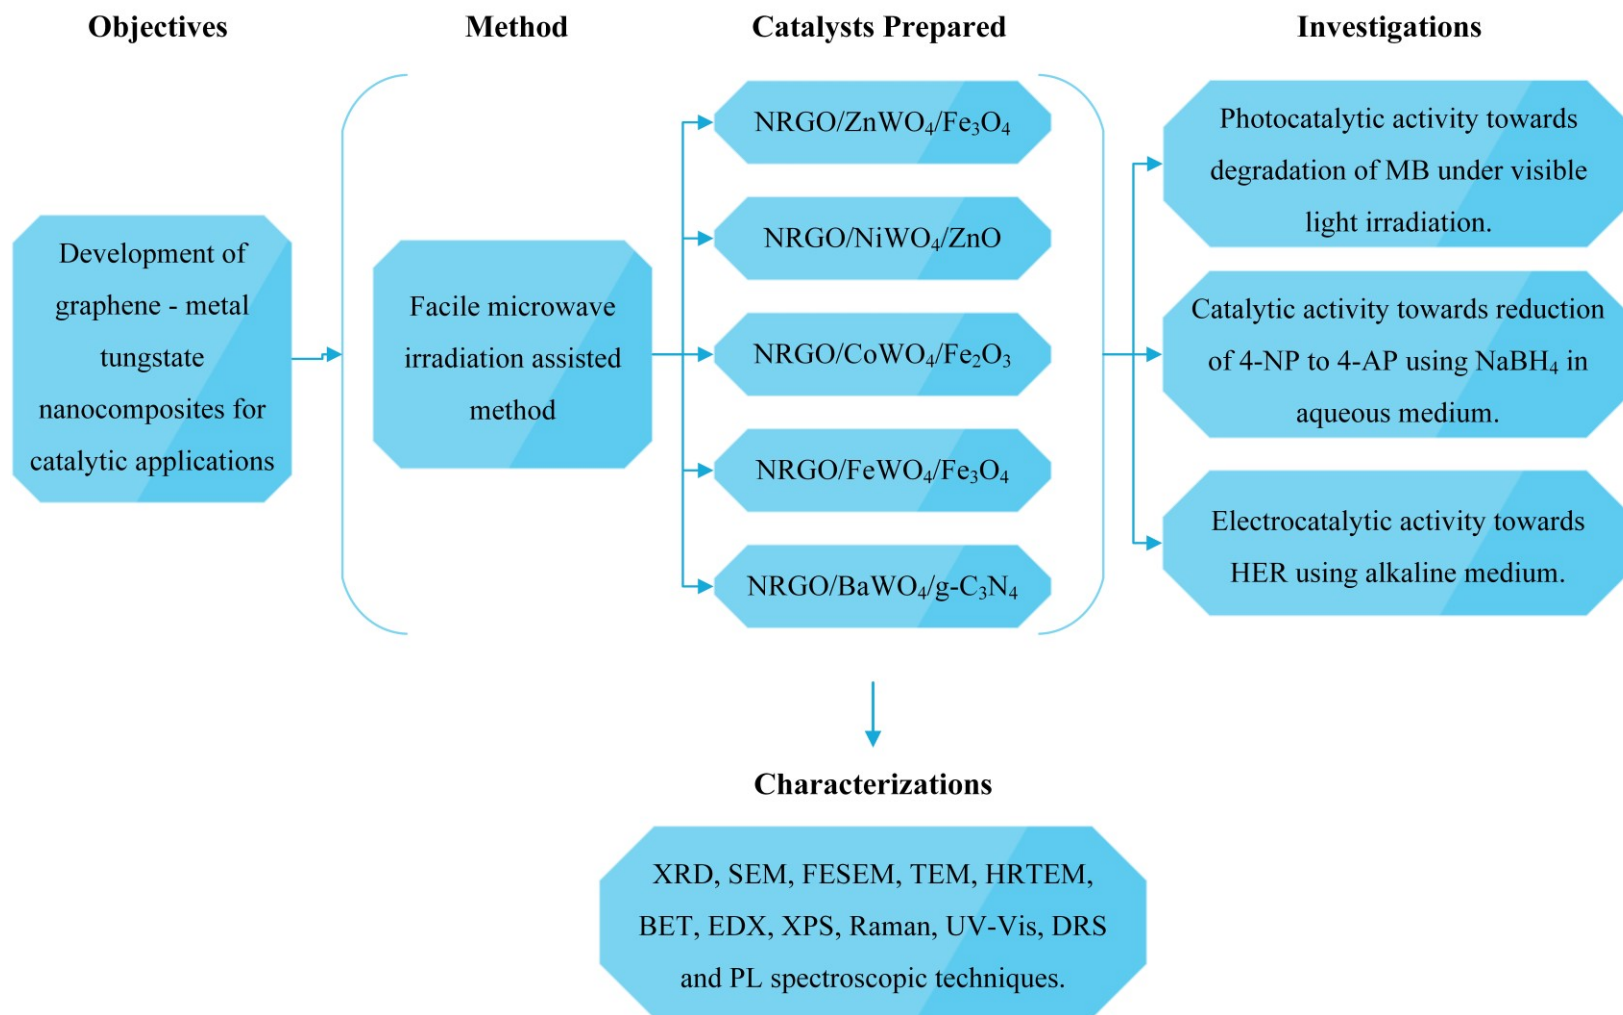 Objectives
Method
Catalysts Prepared
Investigations
Development of
graphene - metal
tungstate
nanocomposites for
catalytic applications
Facile microwave
irradiation assisted
method
NRGO/ZnWO₄/Fe₃O₄
NRGO/NiWO₄/ZnO
NRGO/CoWO₄/Fe₂O₃
NRGO/FeWO₄/Fe₃O₄
NRGO/BaWO₄/g-C₃N₄
Photocatalytic activity towards
degradation of MB under visible
light irradiation.
Catalytic activity towards reduction
of 4-NP to 4-AP using NaBH₄ in
aqueous medium.
Electrocatalytic activity towards
HER using alkaline medium.
Characterizations
XRD, SEM, FESEM, TEM, HRTEM,
BET, EDX, XPS, Raman, UV-Vis, DRS
and PL spectroscopic techniques.